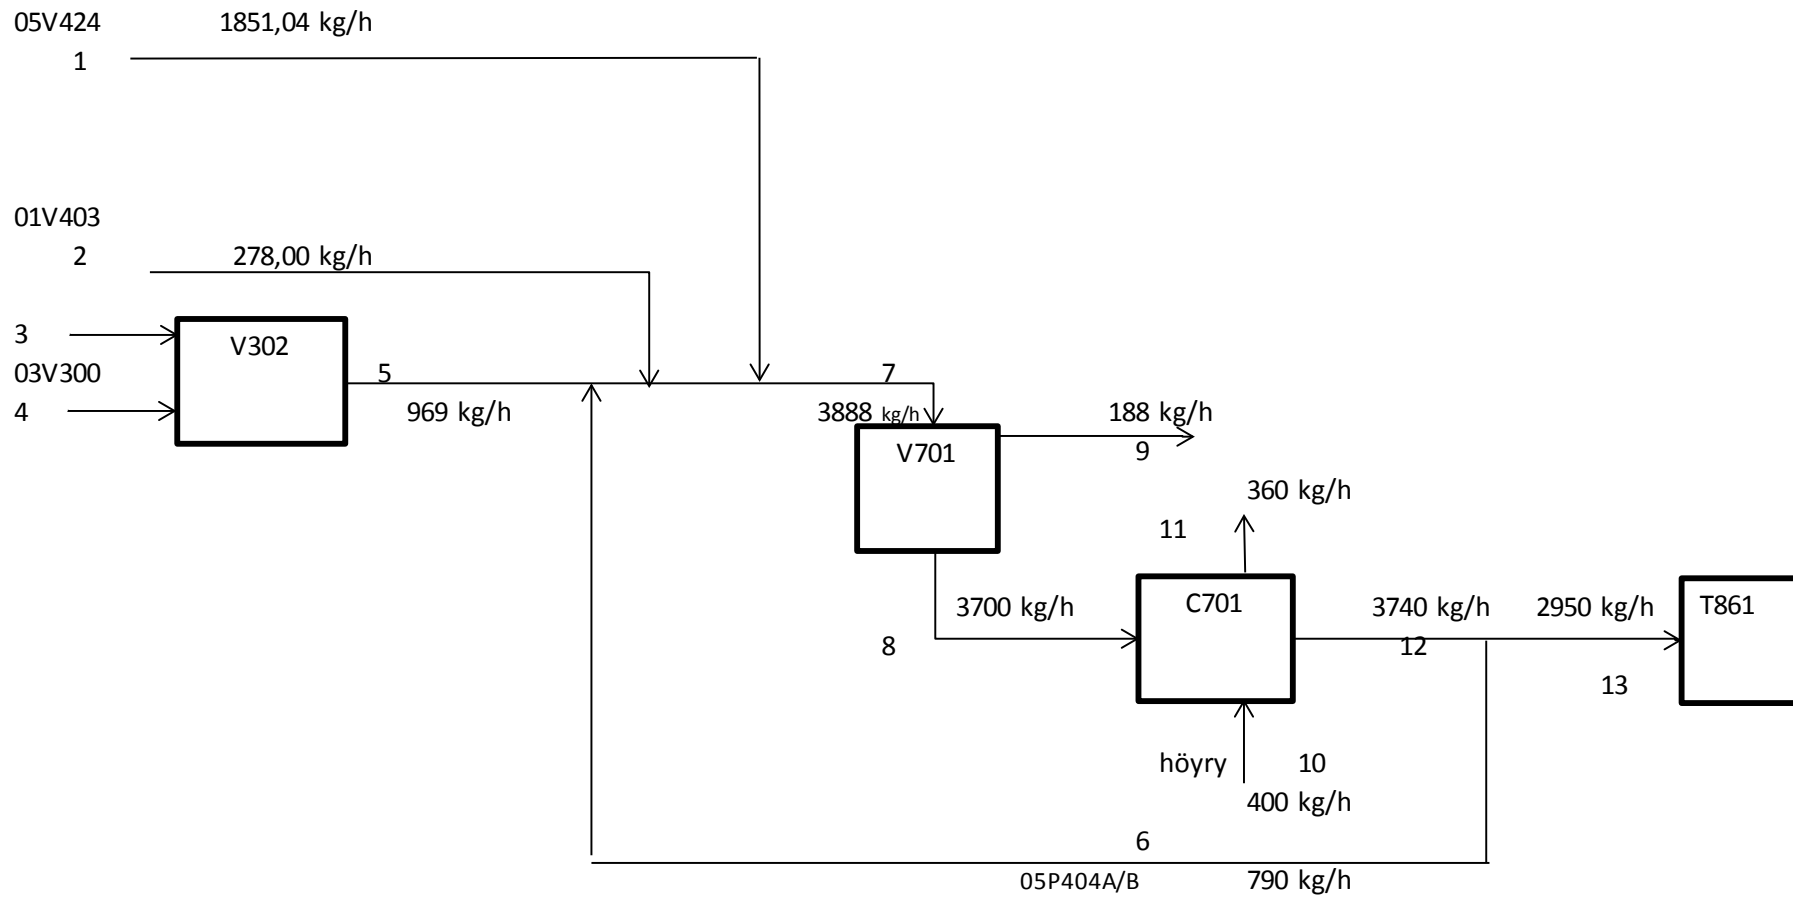 05V424 1851,04 kg/h
1
01V403
2 278,00 kg/h
3
V302
03V300
5
7
4
969 kg/h
3888 kg/h
188 kg/h
V701
9
360 kg/h
11
3700 kg/h
C701
3740 kg/h
2950 kg/h
T861
8
12
13
höyry 10
400 kg/h
6
05P404A/B 790 kg/h